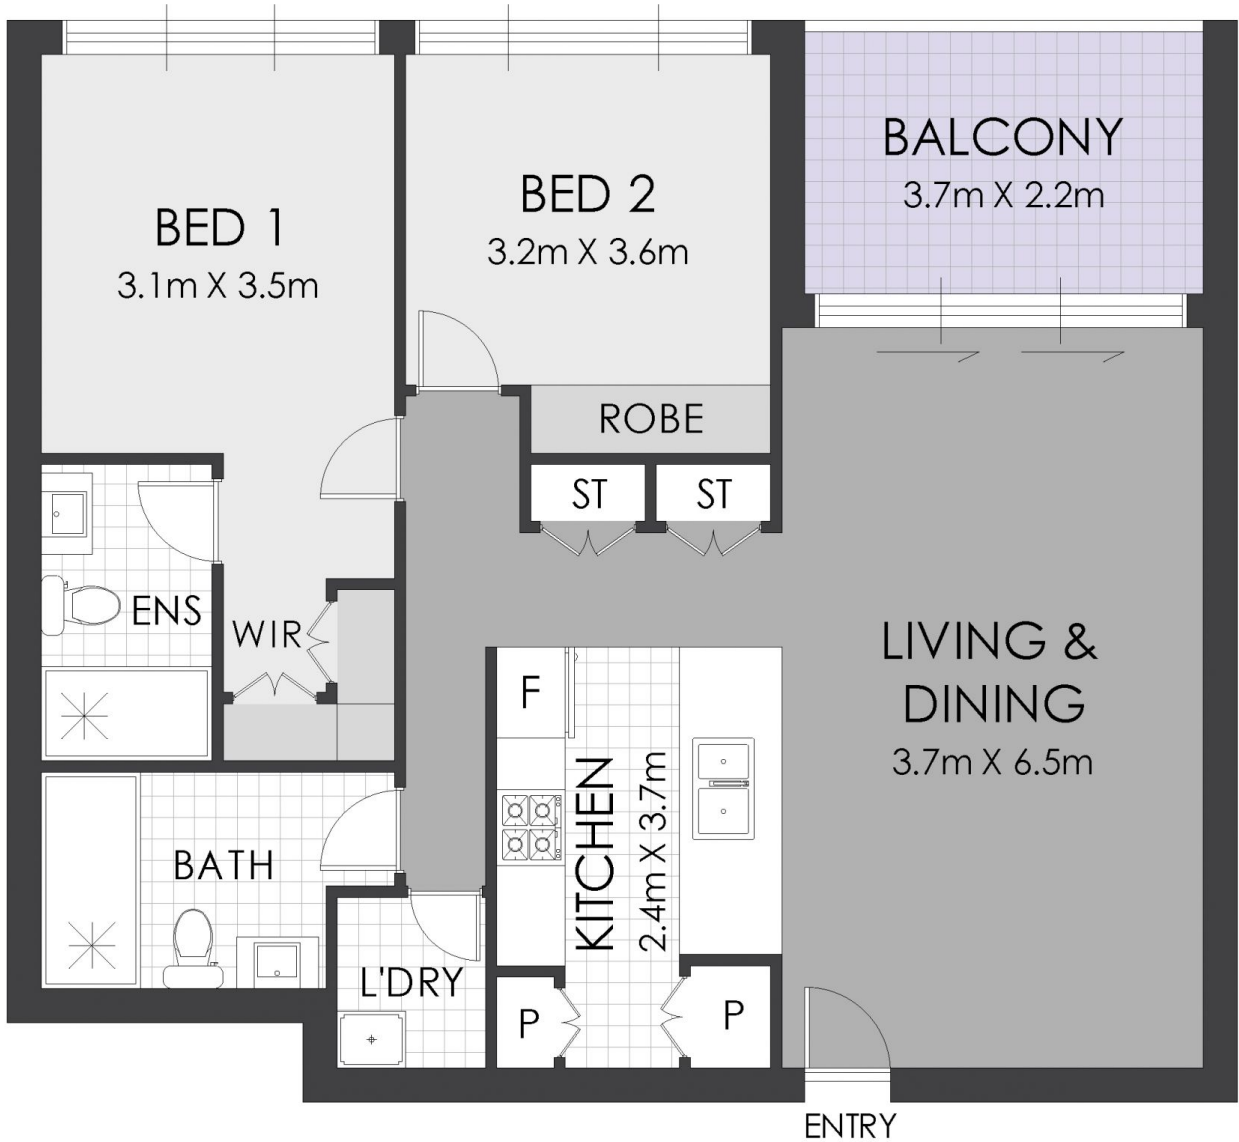 BED 1
3.1m X 3.5m
BED 2
3.2m X 3.6m
BALCONY
3.7m X 2.2m
ROBE
ST
ST
ENS
WIR
LIVING &
DINING
3.7m X 6.5m
F
KITCHEN
2.4m X 3.7m
BATH
L'DRY
P
P
ENTRY